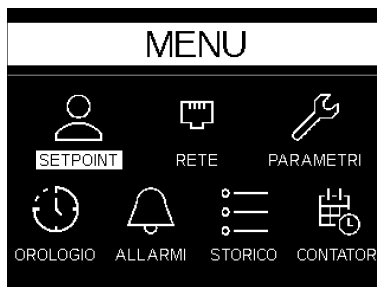 MENU
SETPOINT RETE PARAMETRI
OROLOGIO ALLARMI STORICO CONTATOR